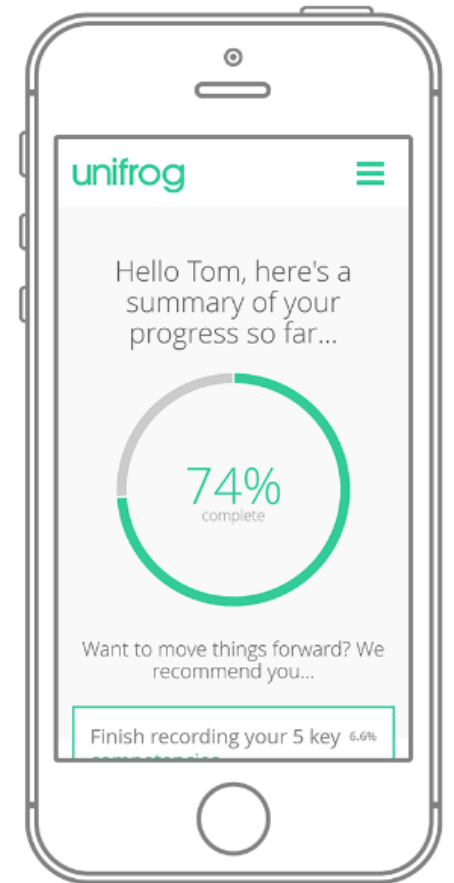 unifrog
Hello Tom, here's a
summary of your
progress so far...
74%
complete
Want to move things forward? We
recommend you...
Finish recording your 5 key 6.6%
competencies